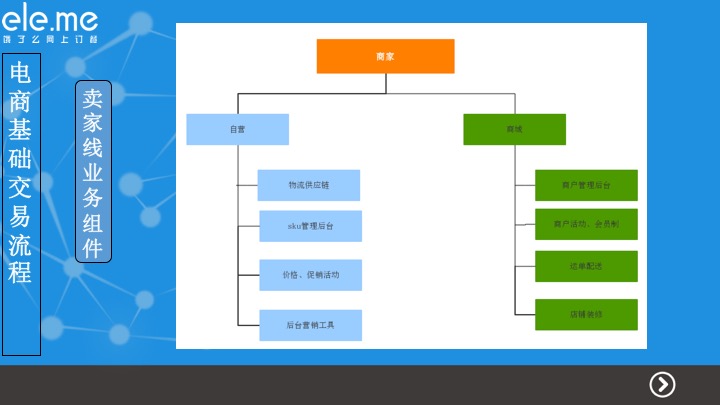 ele.me
饿了么网上订餐
电商基础交易流程
卖家线业务组件
商家
自营
商城
物流供应链
商户管理后台
sku管理后台
商户活动、会员制
价格、促销活动
运单配送
后台营销工具
店铺装修